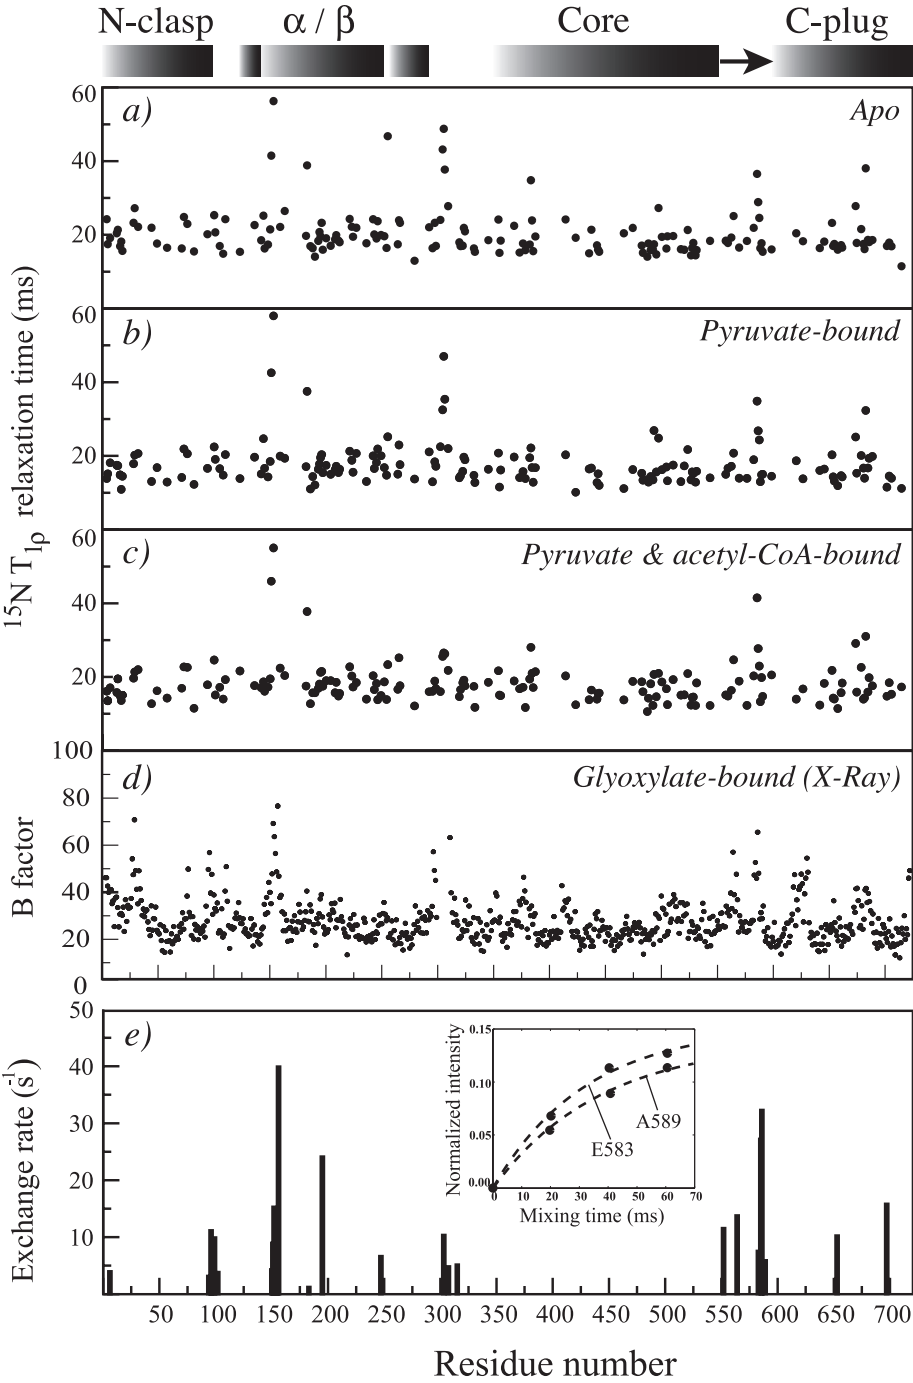 N-clasp α / β Core C-plug
a) Apo
60
40
20
b) Pyruvate-bound
60
40
20
c) Pyruvate & acetyl-CoA-bound
60
40
20
15N T1ρ relaxation time (ms)
d) Glyoxylate-bound (X-Ray)
100
80
60
40
20
0
B factor
e)
50
40
30
20
10
Exchange rate (s-1)
Normalized intensity
0.15
0.10
0.05
0.00
E583
A589
0 10 20 30 40 50 60 70
Mixing time (ms)
50 100 150 200 250 300 350 400 450 500 550 600 650 700
Residue number